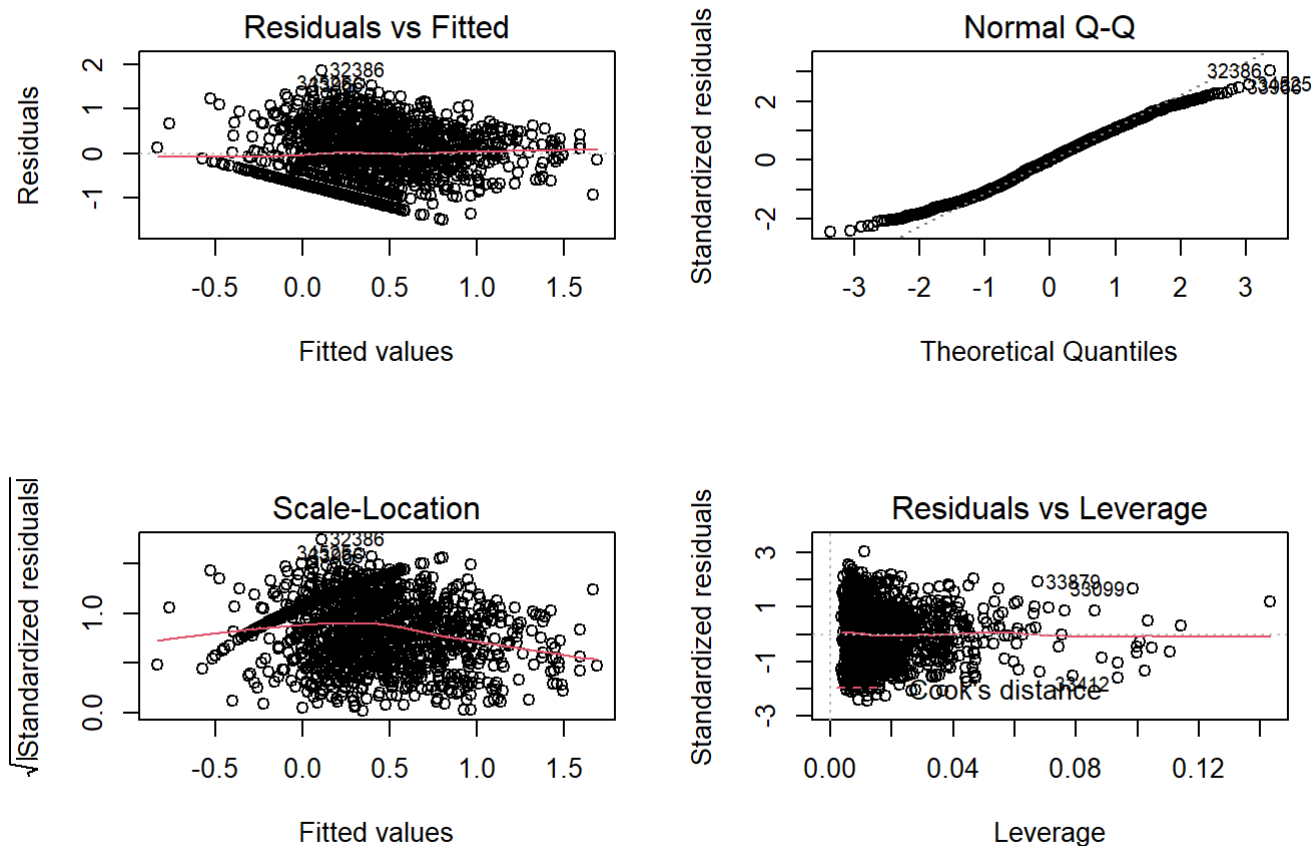 Residuals vs Fitted
Residuals
2
1
0
-1
32386
-0.5 0.0 0.5 1.0 1.5
Fitted values
Normal Q-Q
Standardized residuals
2
0
-2
32386
-3 -2 -1 0 1 2 3
Theoretical Quantiles
Scale-Location
√|Standardized residuals|
1.0
0.0
32386
-0.5 0.0 0.5 1.0 1.5
Fitted values
Residuals vs Leverage
Standardized residuals
3
1
-1
-3
33879
33099
33412
Cook's distance
0.00 0.04 0.08 0.12
Leverage